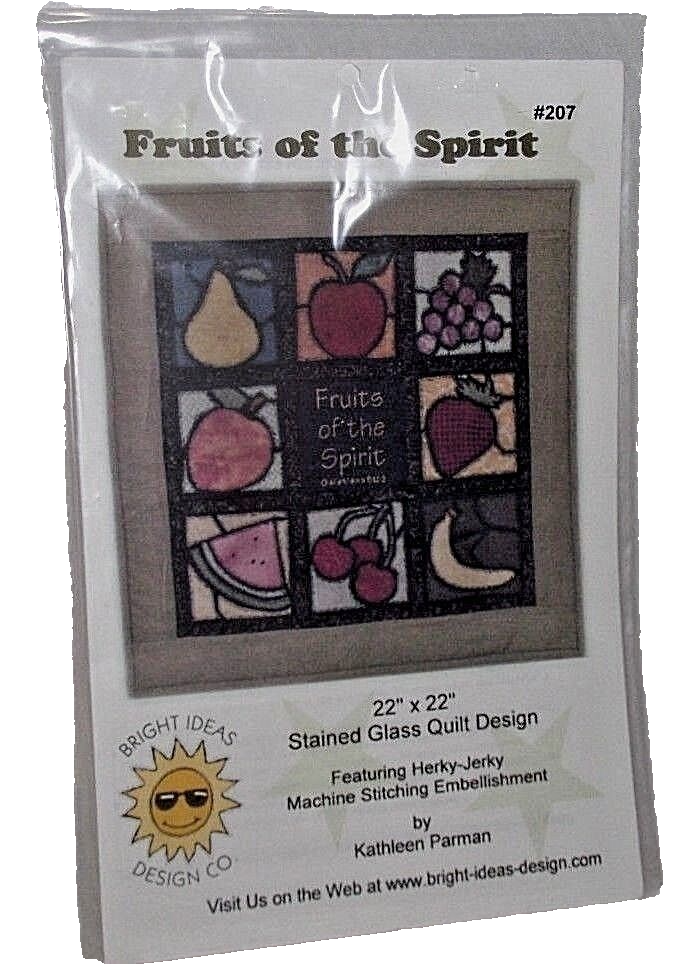 #207
Fruits of the Spirit
Fruits
of the
Spirit
22" x 22"
Stained Glass Quilt Design
Featuring Herky-Jerky
Machine Stitching Embellishment
by
Kathleen Parman
BRIGHT IDEAS
DESIGN CO.
Visit Us on the Web at www.bright-ideas-design.com